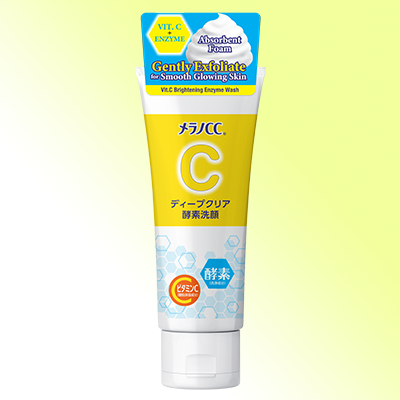 VIT. C
+
ENZYME
Absorbent
Foam
Gently Exfoliate
for Smooth Glowing Skin
Vit.C Brightening Enzyme Wash
メラノCC®
C
ディープクリア
酵素洗顔
酵素
ビタミンC
C